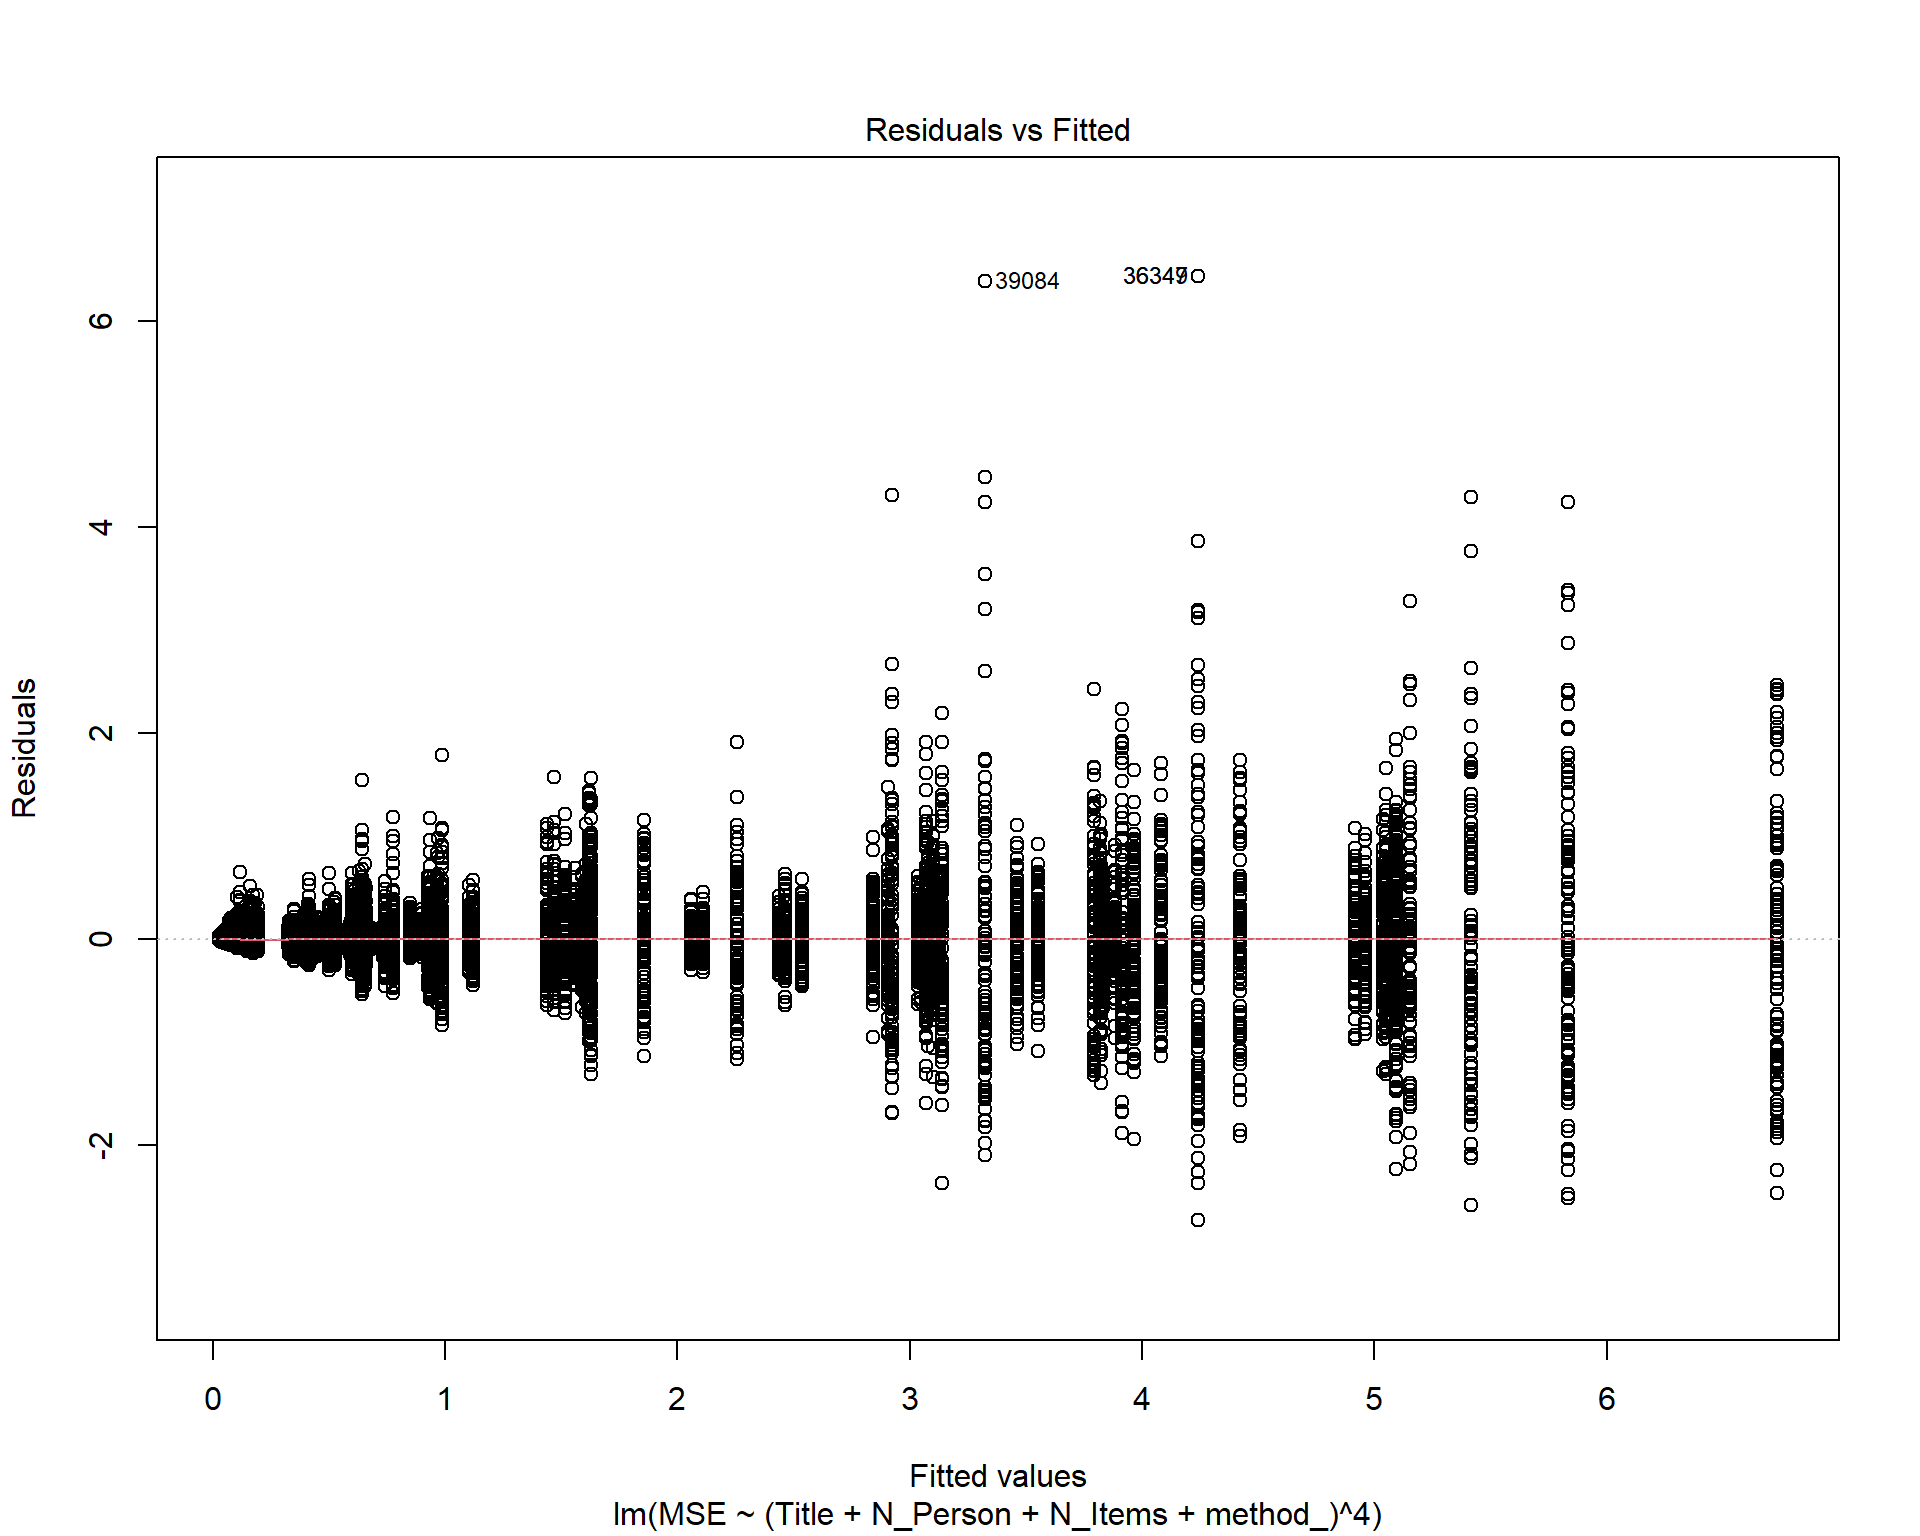 Residuals vs Fitted
39084
Residuals
-2
0
2
4
6
0 1 2 3 4 5 6
Fitted values
lm(MSE ~ (Title + N_Person + N_Items + method_)^4)